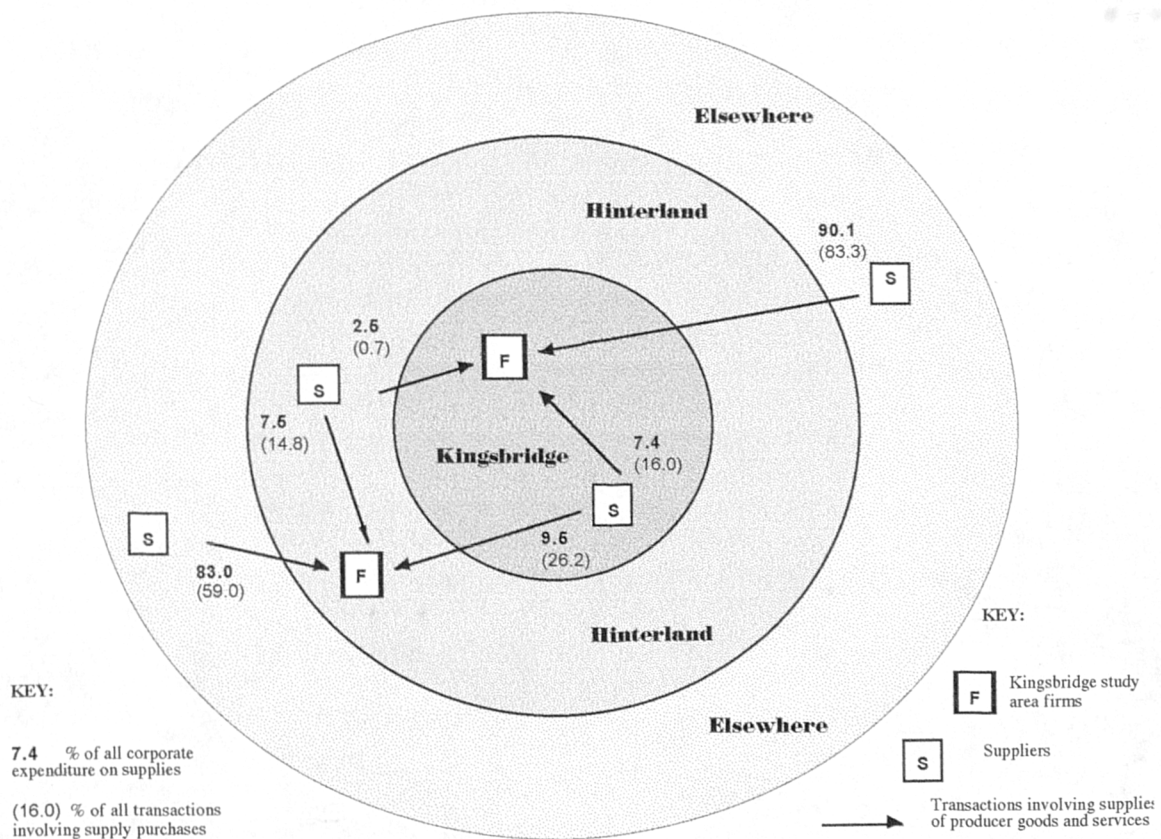 Elsewhere
Hinterland
90.1
(83.3)
S
2.5
(0.7)
F
S
7.5
(14.8)
Kingsbridge
7.4
(16.0)
S
S
9.5
(26.2)
83.0
(59.0)
F
Hinterland
Elsewhere
KEY:
7.4 % of all corporate
expenditure on supplies
(16.0) % of all transactions
involving supply purchases
KEY:
F Kingsbridge study
area firms
S Suppliers
Transactions involving supplies
of producer goods and services